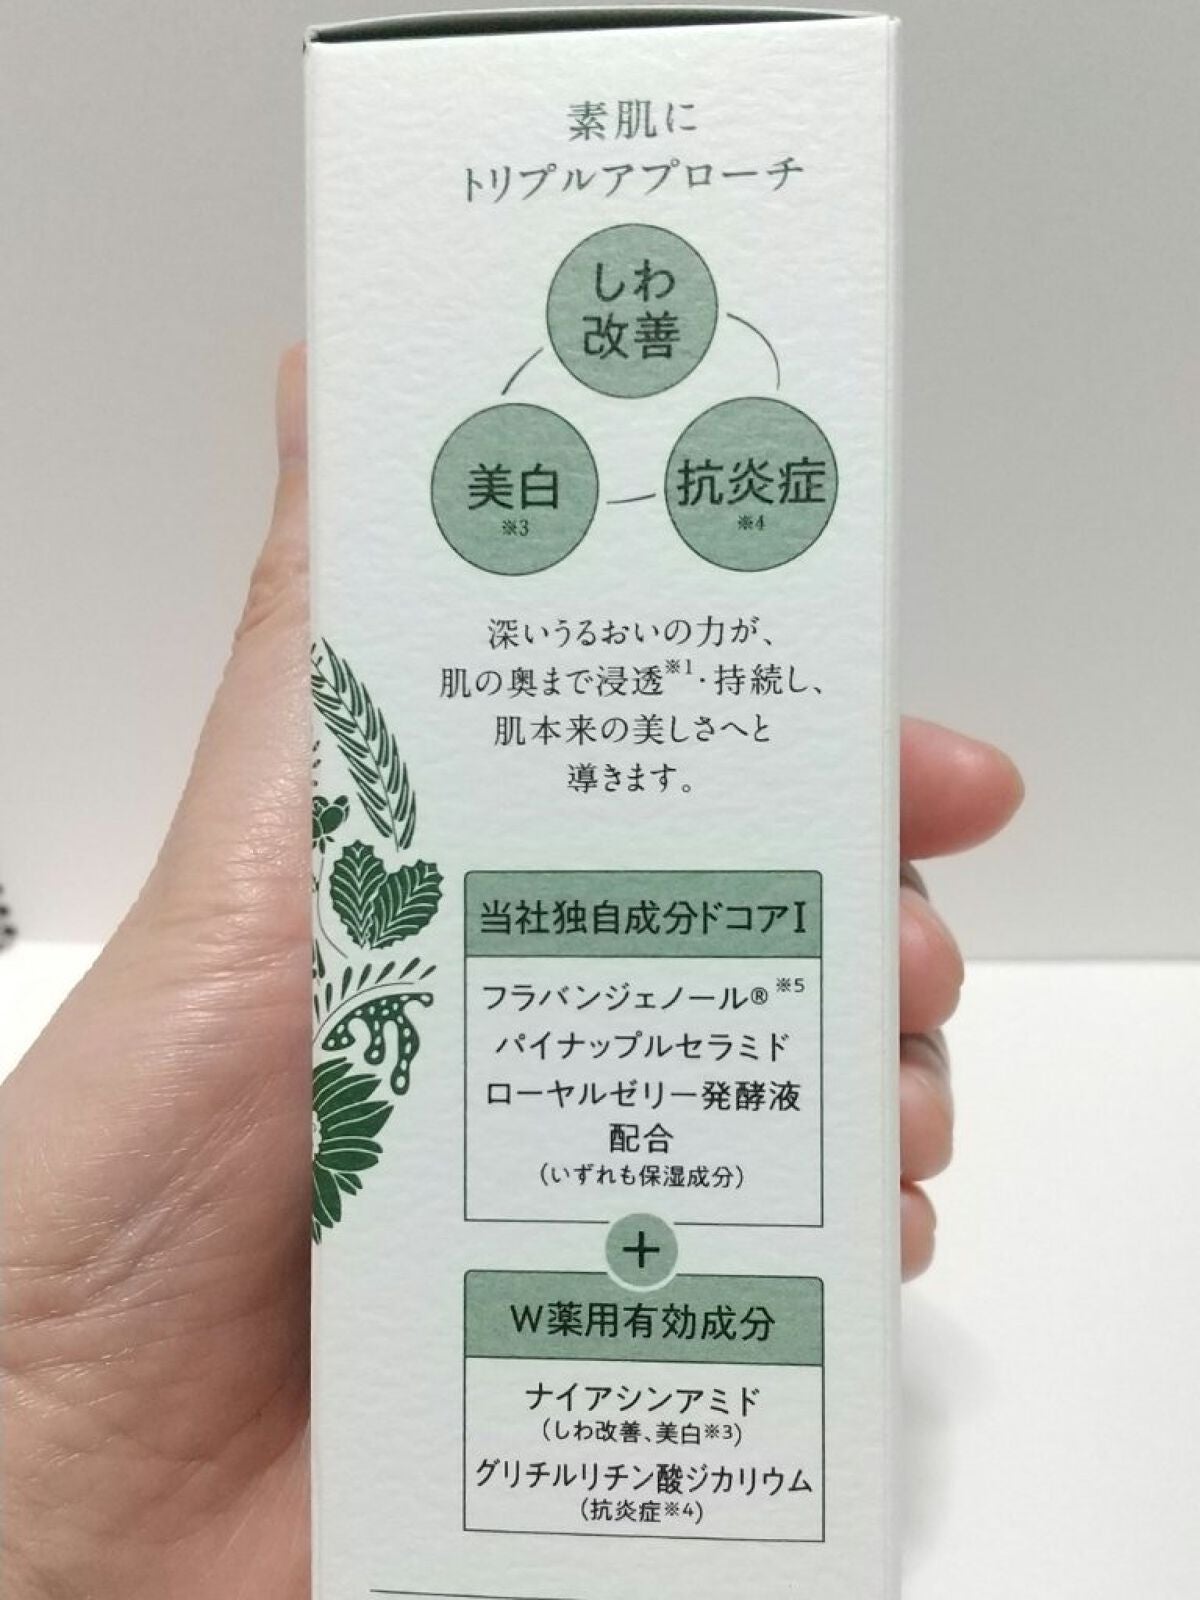 素肌に
トリプルアプローチ
しわ
改善
美白
※3
抗炎症
※4
深いうるおいの力が、
肌の奥まで浸透※1・持続し、
肌本来の美しさへと
導きます。
当社独自成分ドコアI
フラバンジェノール®※5
パイナップルセラミド
ローヤルゼリー発酵液
配合
(いずれも保湿成分)
+
W薬用有効成分
ナイアシンアミド
(しわ改善、美白※3)
グリチルリチン酸ジカリウム
(抗炎症※4)